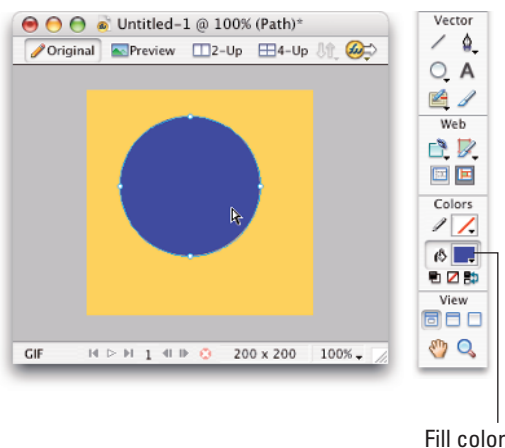 Untitled-1 @ 100% (Path)*
Original Preview 2-Up 4-Up
GIF 1 200 x 200 100%
Vector
A
Web
Colors
View
Fill color